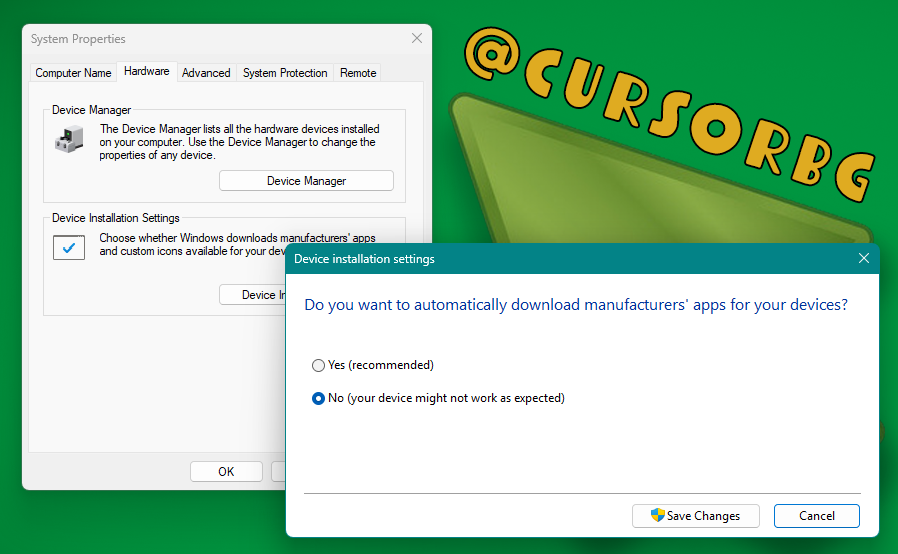 System Properties
Computer Name
Hardware
Advanced
System Protection
Remote
Device Manager
The Device Manager lists all the hardware devices installed
on your computer. Use the Device Manager to change the
properties of any device.
Device Manager
Device Installation Settings
Choose whether Windows downloads manufacturers' apps
and custom icons available for your
Device
OK
@CURSORBG
Device installation settings
Do you want to automatically download manufacturers' apps for your devices?
Yes (recommended)
No (your device might not work as expected)
Save Changes
Cancel